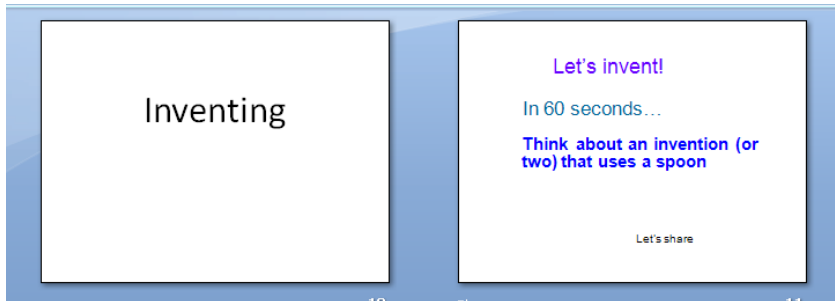 Inventing
Let's invent!
In 60 seconds…
Think about an invention (or
two) that uses a spoon
Let's share